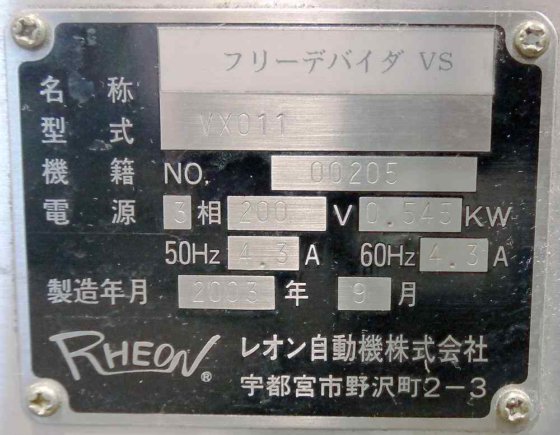 フリーデバイダ VS
名称
型式 VX011
機籍 NO. 00205
電源 3相 200 V 0.545 KW
50Hz 4.3 A 60Hz 4.3 A
製造年月 2003 年 9 月
RHEON® レオン自動機株式会社
宇都宮市野沢町2-3